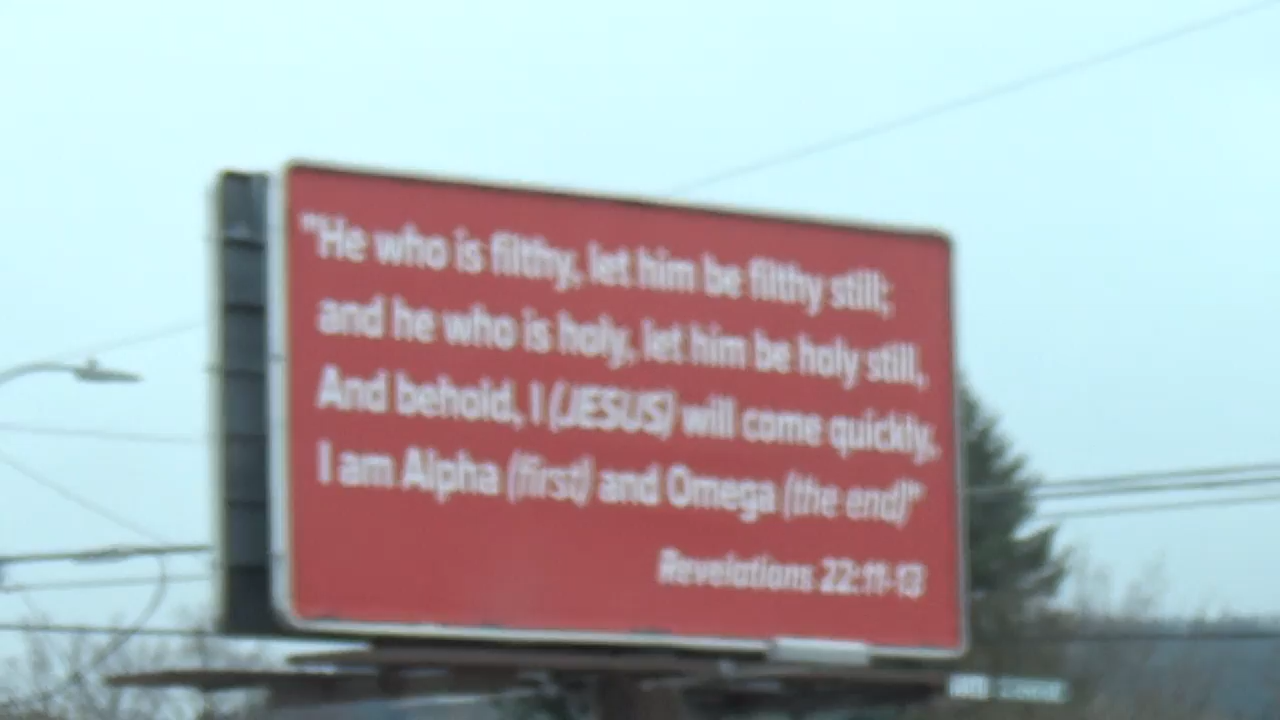 "He who is filthy, let him be filthy still;
and he who is holy, let him be holy still,
And behold, I (JESUS) will come quickly,
I am Alpha (first) and Omega (the end)"
Revelations 22:11-13